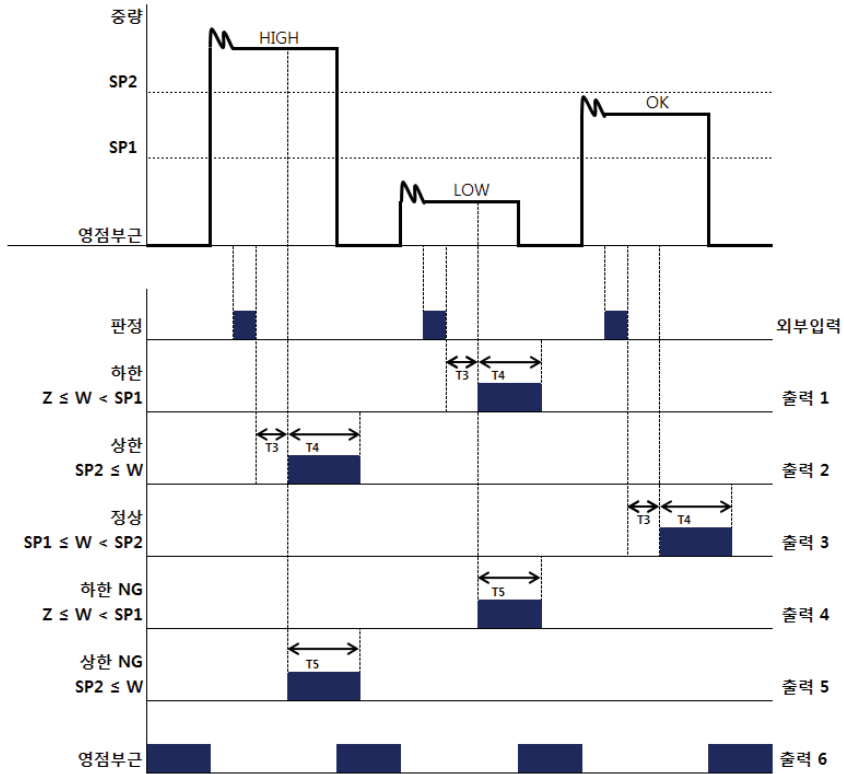 중량
HIGH
SP2
OK
SP1
LOW
영점부근
판정
외부입력
하한
Z ≤ W < SP1
T3
T4
출력 1
상한
SP2 ≤ W
T3
T4
출력 2
정상
SP1 ≤ W < SP2
T3
T4
출력 3
하한 NG
Z ≤ W < SP1
T5
출력 4
상한 NG
SP2 ≤ W
T5
출력 5
영점부근
출력 6